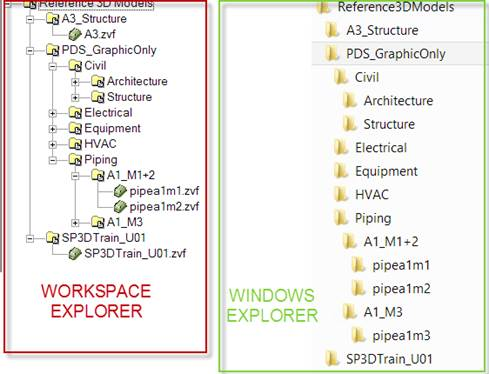 Reference 3D Models
A3_Structure
A3.zvf
PDS_GraphicOnly
Civil
Architecture
Structure
Electrical
Equipment
HVAC
Piping
A1_M1+2
pipea1m1.zvf
pipea1m2.zvf
A1_M3
SP3DTrain_U01
SP3DTrain_U01.zvf
WORKSPACE
EXPLORER
Reference3DModels
A3_Structure
PDS_GraphicOnly
Civil
Architecture
Structure
Electrical
Equipment
HVAC
Piping
A1_M1+2
pipea1m1
pipea1m2
A1_M3
pipea1m3
SP3DTrain_U01
WINDOWS
EXPLORER